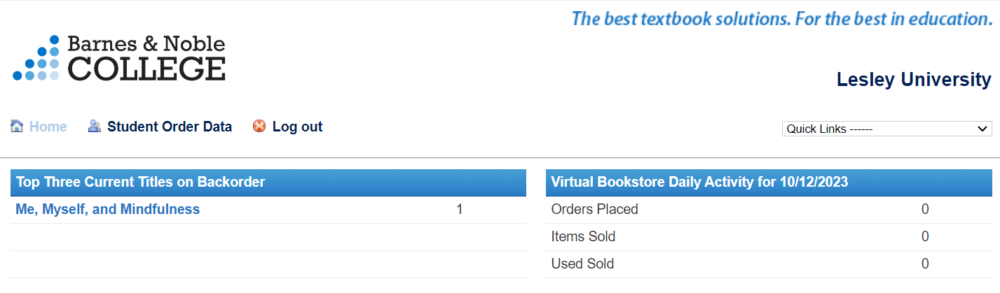 The best textbook solutions. For the best in education.
Barnes & Noble
COLLEGE
Lesley University
Home Student Order Data Log out
Quick Links ------
Top Three Current Titles on Backorder
Me, Myself, and Mindfulness 1
Virtual Bookstore Daily Activity for 10/12/2023
Orders Placed 0
Items Sold 0
Used Sold 0